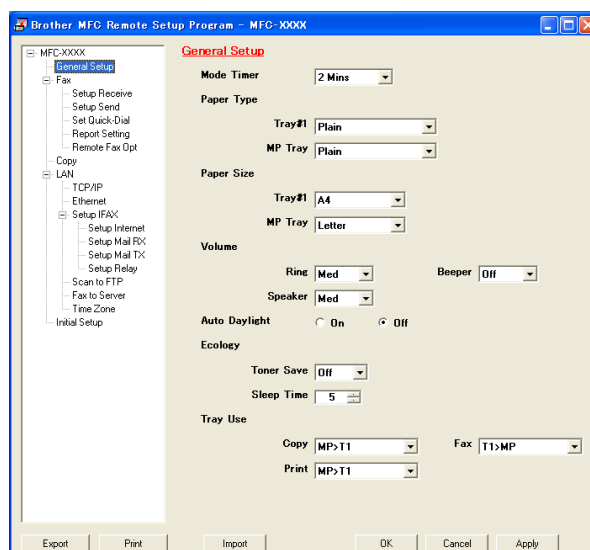 Brother MFC Remote Setup Program - MFC-XXXX
MFC-XXXX
General Setup
Fax
Setup Receive
Setup Send
Set Quick-Dial
Report Setting
Remote Fax Opt
Copy
LAN
TCP/IP
Ethernet
Setup IFAX
Setup Internet
Setup Mail RX
Setup Mail TX
Setup Relay
Scan to FTP
Fax to Server
Time Zone
Initial Setup
General Setup
Mode Timer 2 Mins
Paper Type
Tray#1 Plain
MP Tray Plain
Paper Size
Tray#1 A4
MP Tray Letter
Volume
Ring Med Beeper Off
Speaker Med
Auto Daylight On Off
Ecology
Toner Save Off
Sleep Time 5
Tray Use
Copy MP>T1 Fax T1>MP
Print MP>T1
Export Print Import OK Cancel Apply